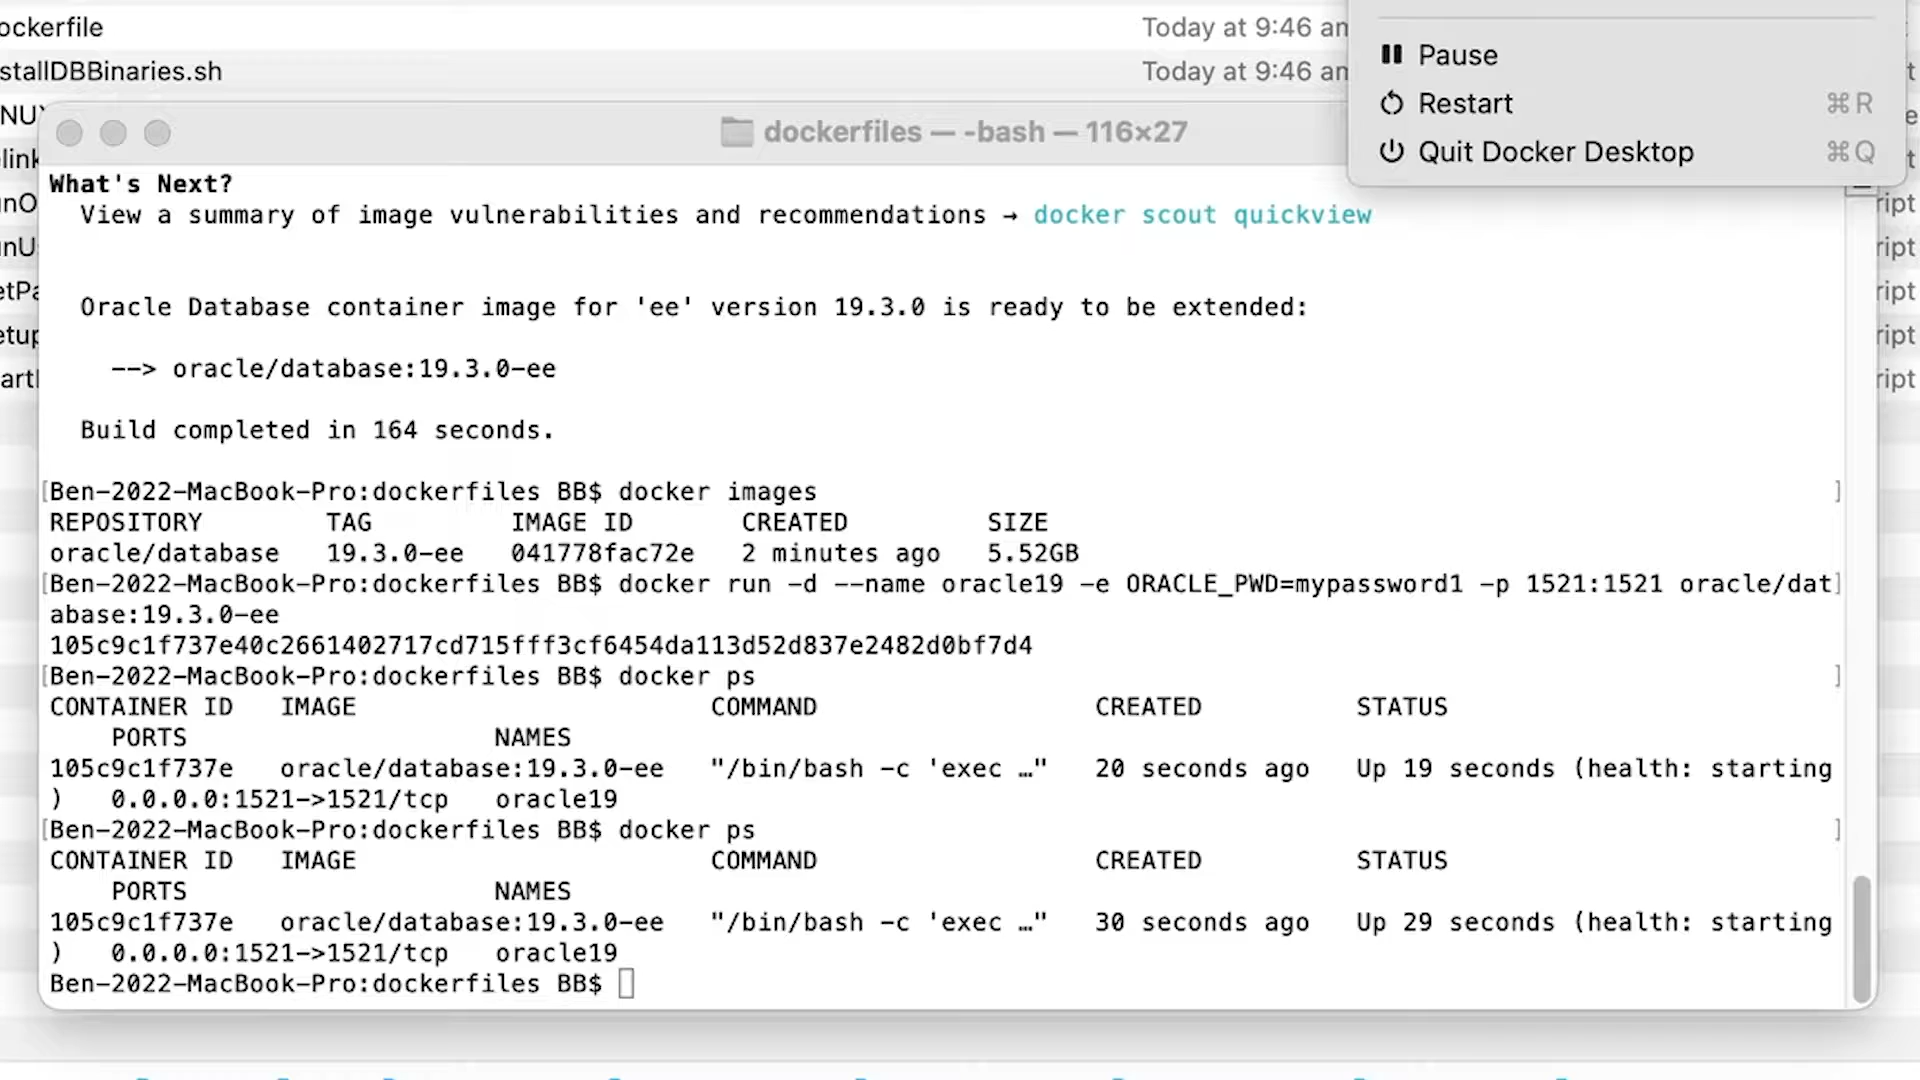 ockerfile
Today at 9:46 am
stallDBBinaries.sh
Today at 9:46 am
Pause
Restart ⌘R
Quit Docker Desktop ⌘Q
dockerfiles — -bash — 116×27
What's Next?
View a summary of image vulnerabilities and recommendations → docker scout quickview
Oracle Database container image for 'ee' version 19.3.0 is ready to be extended:
--> oracle/database:19.3.0-ee
Build completed in 164 seconds.
[Ben-2022-MacBook-Pro:dockerfiles BB$ docker images ]
REPOSITORY TAG IMAGE ID CREATED SIZE
oracle/database 19.3.0-ee 041778fac72e 2 minutes ago 5.52GB
[Ben-2022-MacBook-Pro:dockerfiles BB$ docker run -d --name oracle19 -e ORACLE_PWD=mypassword1 -p 1521:1521 oracle/dat]
abase:19.3.0-ee
105c9c1f737e40c2661402717cd715fff3cf6454da113d52d837e2482d0bf7d4
[Ben-2022-MacBook-Pro:dockerfiles BB$ docker ps ]
CONTAINER ID IMAGE COMMAND CREATED STATUS
PORTS NAMES
105c9c1f737e oracle/database:19.3.0-ee "/bin/bash -c 'exec …" 20 seconds ago Up 19 seconds (health: starting
) 0.0.0.0:1521->1521/tcp oracle19
[Ben-2022-MacBook-Pro:dockerfiles BB$ docker ps ]
CONTAINER ID IMAGE COMMAND CREATED STATUS
PORTS NAMES
105c9c1f737e oracle/database:19.3.0-ee "/bin/bash -c 'exec …" 30 seconds ago Up 29 seconds (health: starting
) 0.0.0.0:1521->1521/tcp oracle19
Ben-2022-MacBook-Pro:dockerfiles BB$